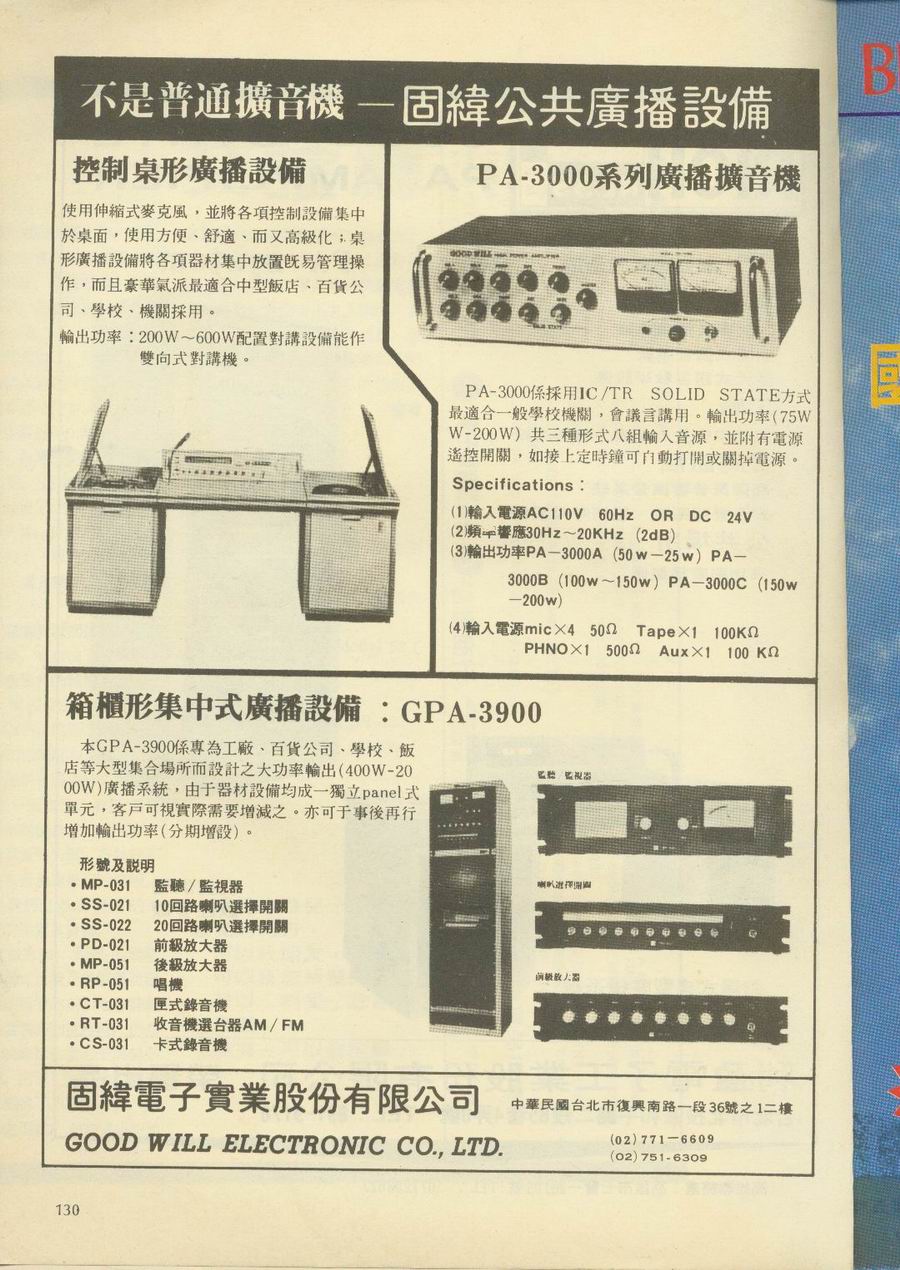 不是普通擴音機 — 固緯公共廣播設備
控制桌形廣播設備
使用伸縮式麥克風，並將各項控制設備集中
於桌面，使用方便、舒適、而又高級化；桌
形廣播設備將各項器材集中放置既易管理操
作，而且豪華氣派最適合中型飯店、百貨公
司、學校、機關採用。
輸出功率：200W～600W配置對講設備能作
雙向式對講機。
PA-3000系列廣播擴音機
GOOD WILL HIGH POWER AMPLIFIER
SOLID STATE
PA-3000係採用IC/TR SOLID STATE方式
最適合一般學校機關，會議言講用。輸出功率(75W
W-200W) 共三種形式八組輸入音源，並附有電源
遙控開關，如接上定時鐘可自動打開或關掉電源。
Specifications：
(1)輸入電源AC110V 60Hz OR DC 24V
(2)頻率響應30Hz～20KHz (2dB)
(3)輸出功率PA－3000A (50w－25w) PA－
3000B (100w～150w) PA－3000C (150w
－200w)
(4)輸入電源mic×4 50Ω Tape×1 100KΩ
PHNO×1 500Ω Aux×1 100 KΩ
箱櫃形集中式廣播設備：GPA-3900
本GPA-3900係專為工廠、百貨公司、學校、飯
店等大型集合場所而設計之大功率輸出(400W-20
00W)廣播系統，由于器材設備均成一獨立panel式
單元，客戶可視實際需要增減之。亦可于事後再行
增加輸出功率(分期增設)。
形號及說明
・MP-031 監聽／監視器
・SS-021 10回路喇叭選擇開關
・SS-022 20回路喇叭選擇開關
・PD-021 前級放大器
・MP-051 後級放大器
・RP-051 唱機
・CT-031 匣式錄音機
・RT-031 收音機選台器AM／FM
・CS-031 卡式錄音機
監聽 監視器
喇叭選擇開關
前級放大器
固緯電子實業股份有限公司
中華民國台北市復興南路一段36號之1二樓
GOOD WILL ELECTRONIC CO., LTD.
(02)771－6609
(02)751-6309
130